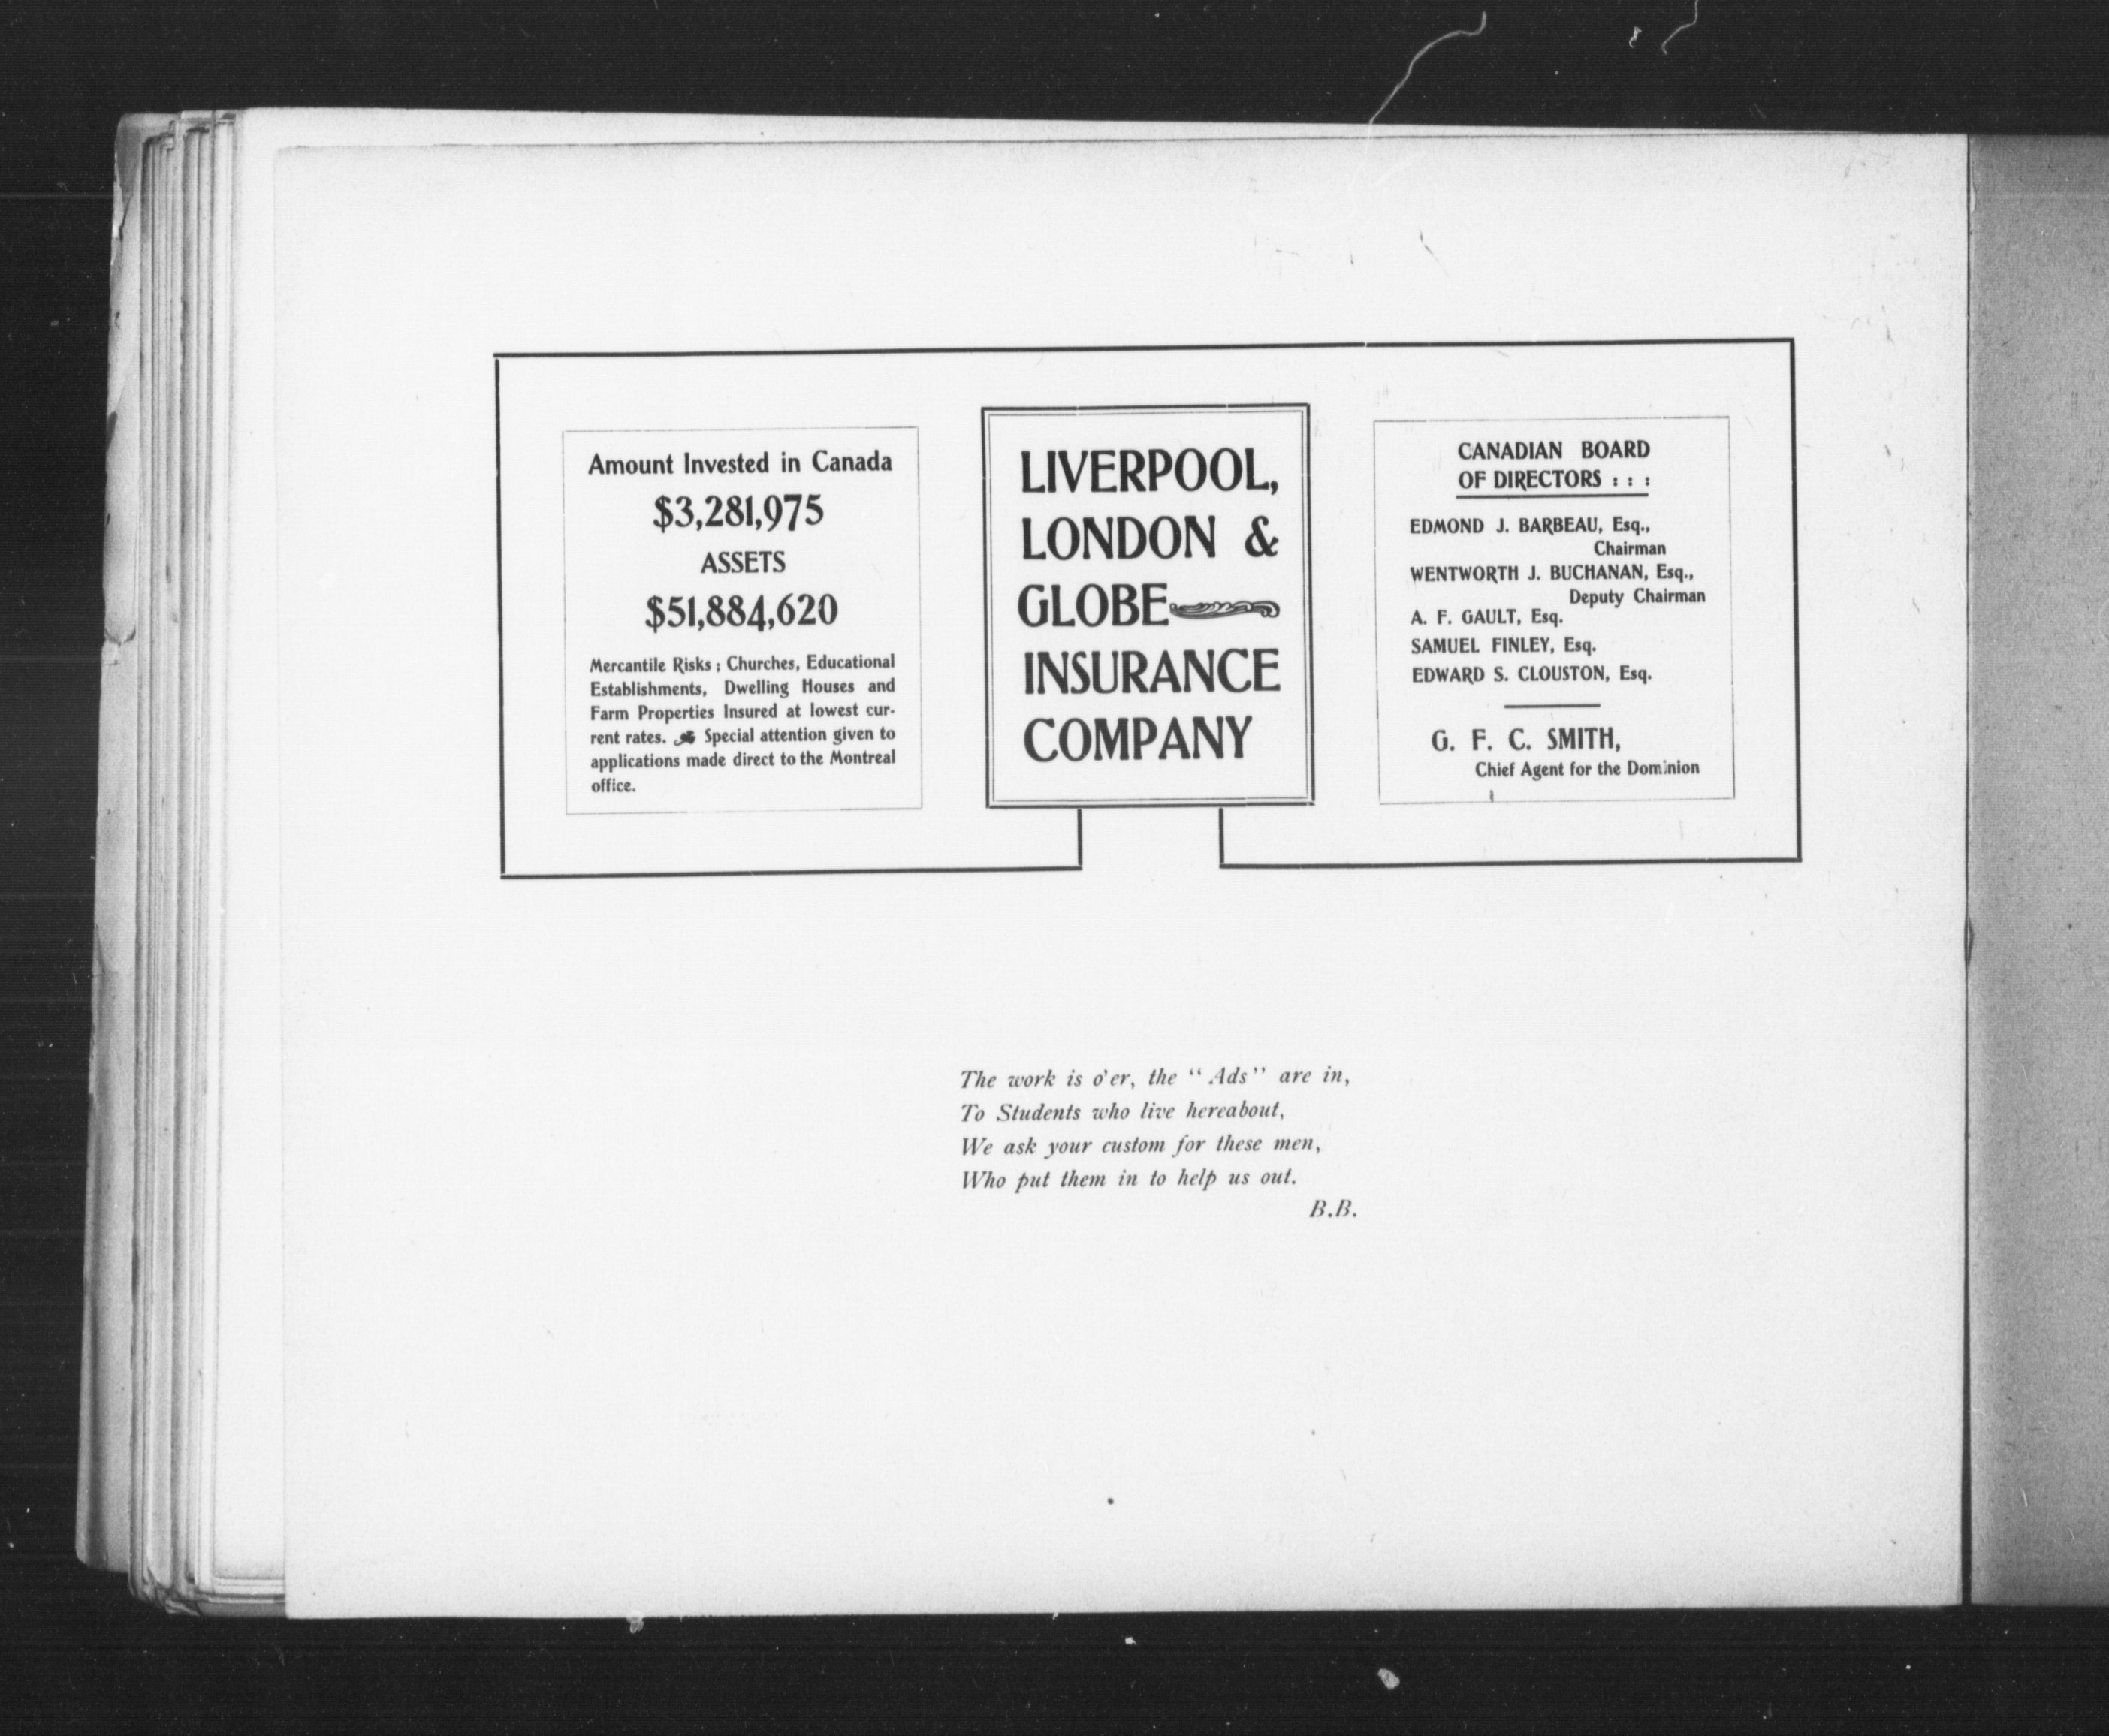 Amount Invested in Canada
$3,281,975
ASSETS
$51,884,620
Mercantile Risks ; Churches, Educational
Establishments, Dwelling Houses and
Farm Properties Insured at lowest cur-
rent rates. Special attention given to
applications made direct to the Montreal
office.
LIVERPOOL,
LONDON &
GLOBE
INSURANCE
COMPANY
CANADIAN BOARD
OF DIRECTORS : : :
EDMOND J. BARBEAU, Esq.,
Chairman
WENTWORTH J. BUCHANAN, Esq.,
Deputy Chairman
A. F. GAULT, Esq.
SAMUEL FINLEY, Esq.
EDWARD S. CLOUSTON, Esq.
G. F. C. SMITH,
Chief Agent for the Dominion
The work is o'er, the "Ads" are in,
To Students who live hereabout,
We ask your custom for these men,
Who put them in to help us out.
B.B.